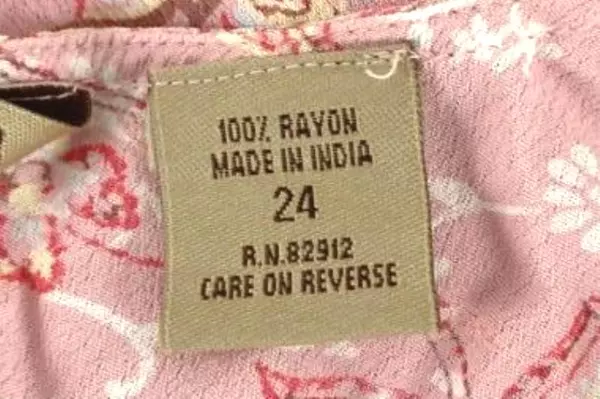 100% RAYON
MADE IN INDIA
24
R.N.82912
CARE ON REVERSE